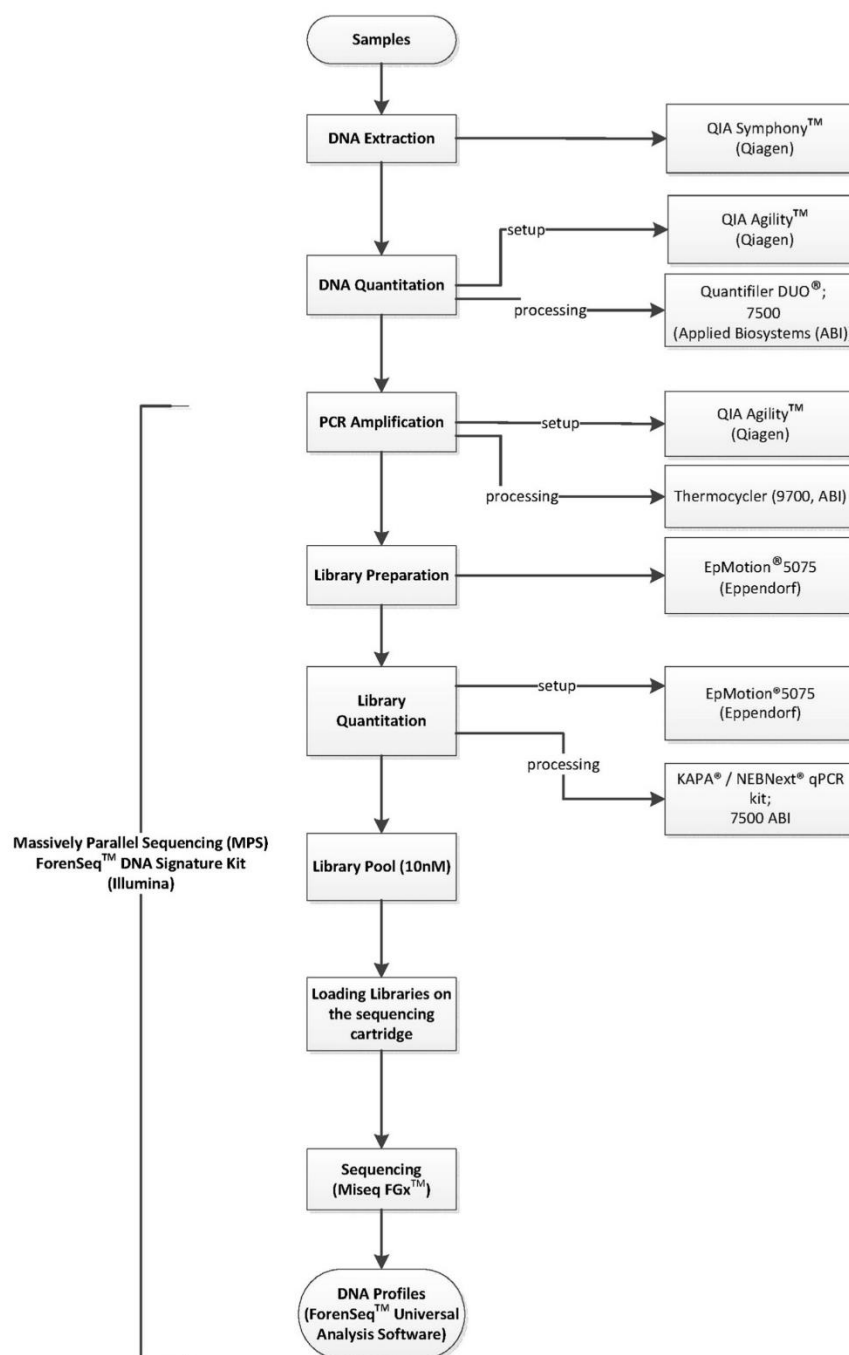 Samples
DNA Extraction
QIA Symphony™
(Qiagen)
setup
QIA Agility™
(Qiagen)
DNA Quantitation
processing
Quantifiler DUO®;
7500
(Applied Biosystems (ABI)
PCR Amplification
setup
QIA Agility™
(Qiagen)
processing
Thermocycler (9700, ABI)
Library Preparation
EpMotion®5075
(Eppendorf)
Library
Quantitation
setup
EpMotion®5075
(Eppendorf)
processing
KAPA® / NEBNext® qPCR
kit;
7500 ABI
Massively Parallel Sequencing (MPS)
ForenSeq™ DNA Signature Kit
(Illumina)
Library Pool (10nM)
Loading Libraries on
the sequencing
cartridge
Sequencing
(Miseq FGx™)
DNA Profiles
(ForenSeq™ Universal
Analysis Software)